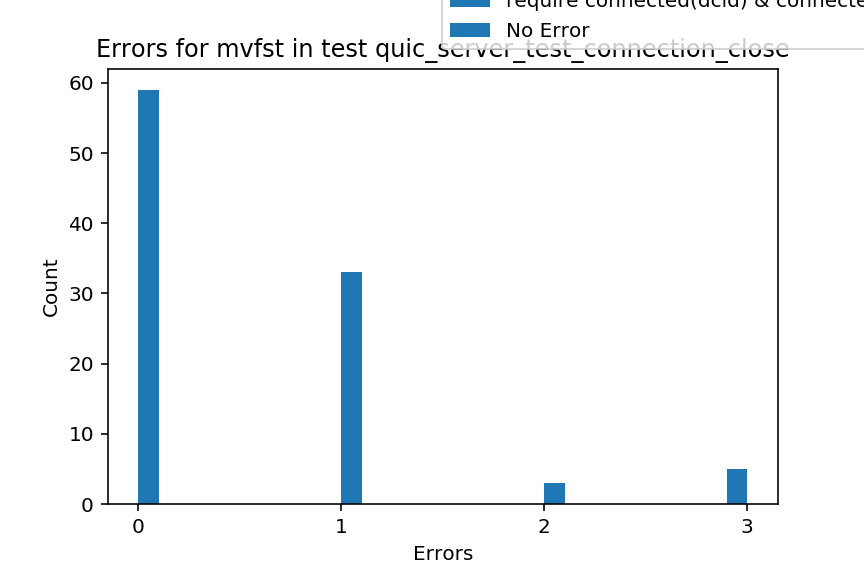 require connected(dcid) & connecte
No Error
Errors for mvfst in test quic_server_test_connection_close
60
50
40
30
20
10
0
Count
0 1 2 3
Errors